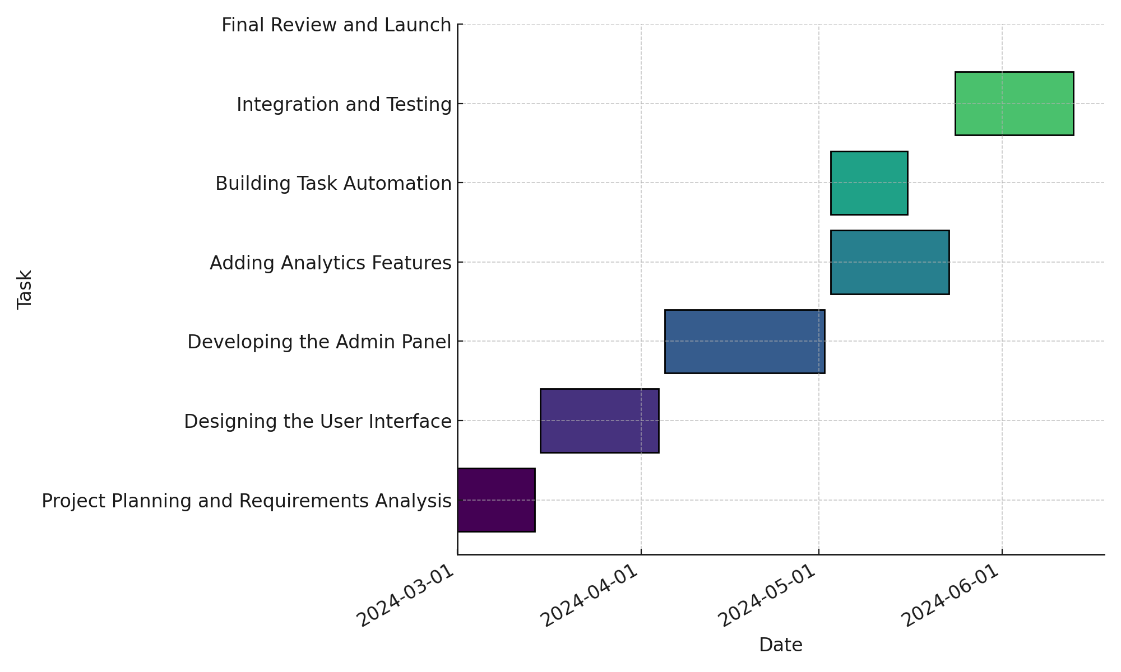 Final Review and Launch
Integration and Testing
Building Task Automation
Adding Analytics Features
Developing the Admin Panel
Designing the User Interface
Project Planning and Requirements Analysis
Task
2024-03-01
2024-04-01
2024-05-01
2024-06-01
Date